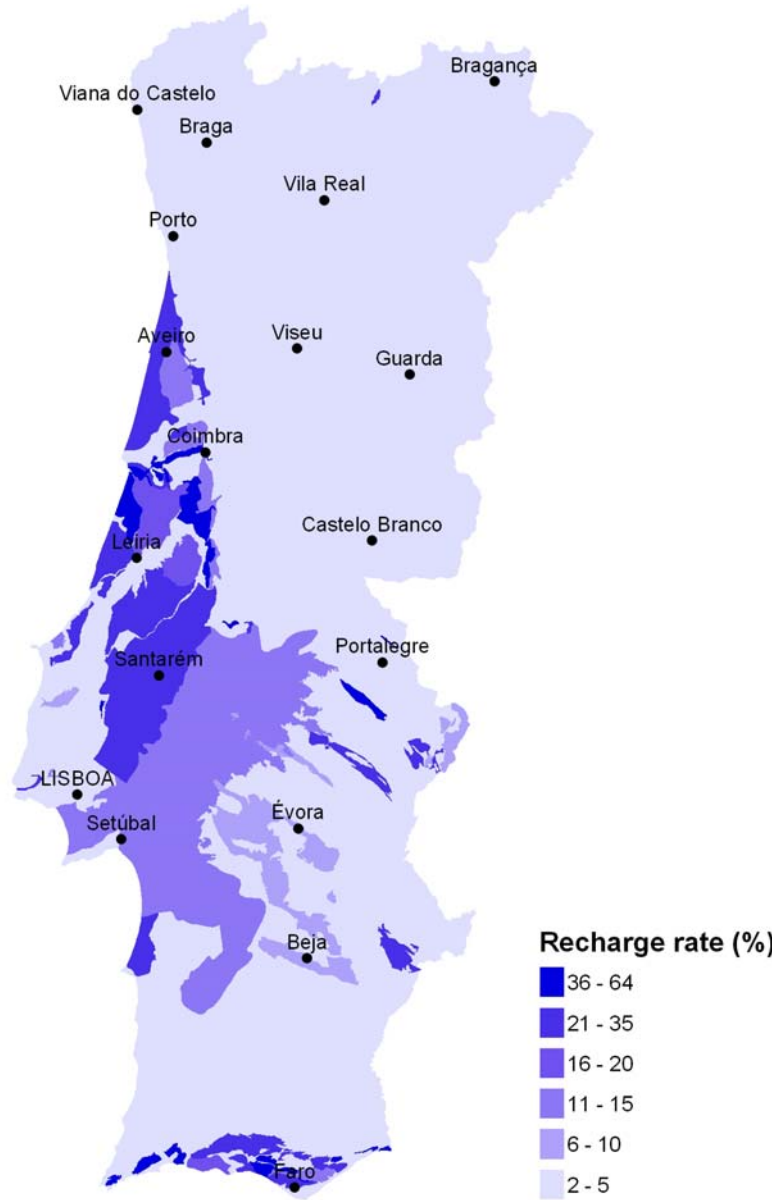 Bragança
Viana do Castelo
Braga
Vila Real
Porto
Aveiro
Viseu
Guarda
Coimbra
Castelo Branco
Leiria
Portalegre
Santarém
LISBOA
Évora
Setúbal
Beja
Faro
Recharge rate (%)
36 - 64
21 - 35
16 - 20
11 - 15
6 - 10
2 - 5